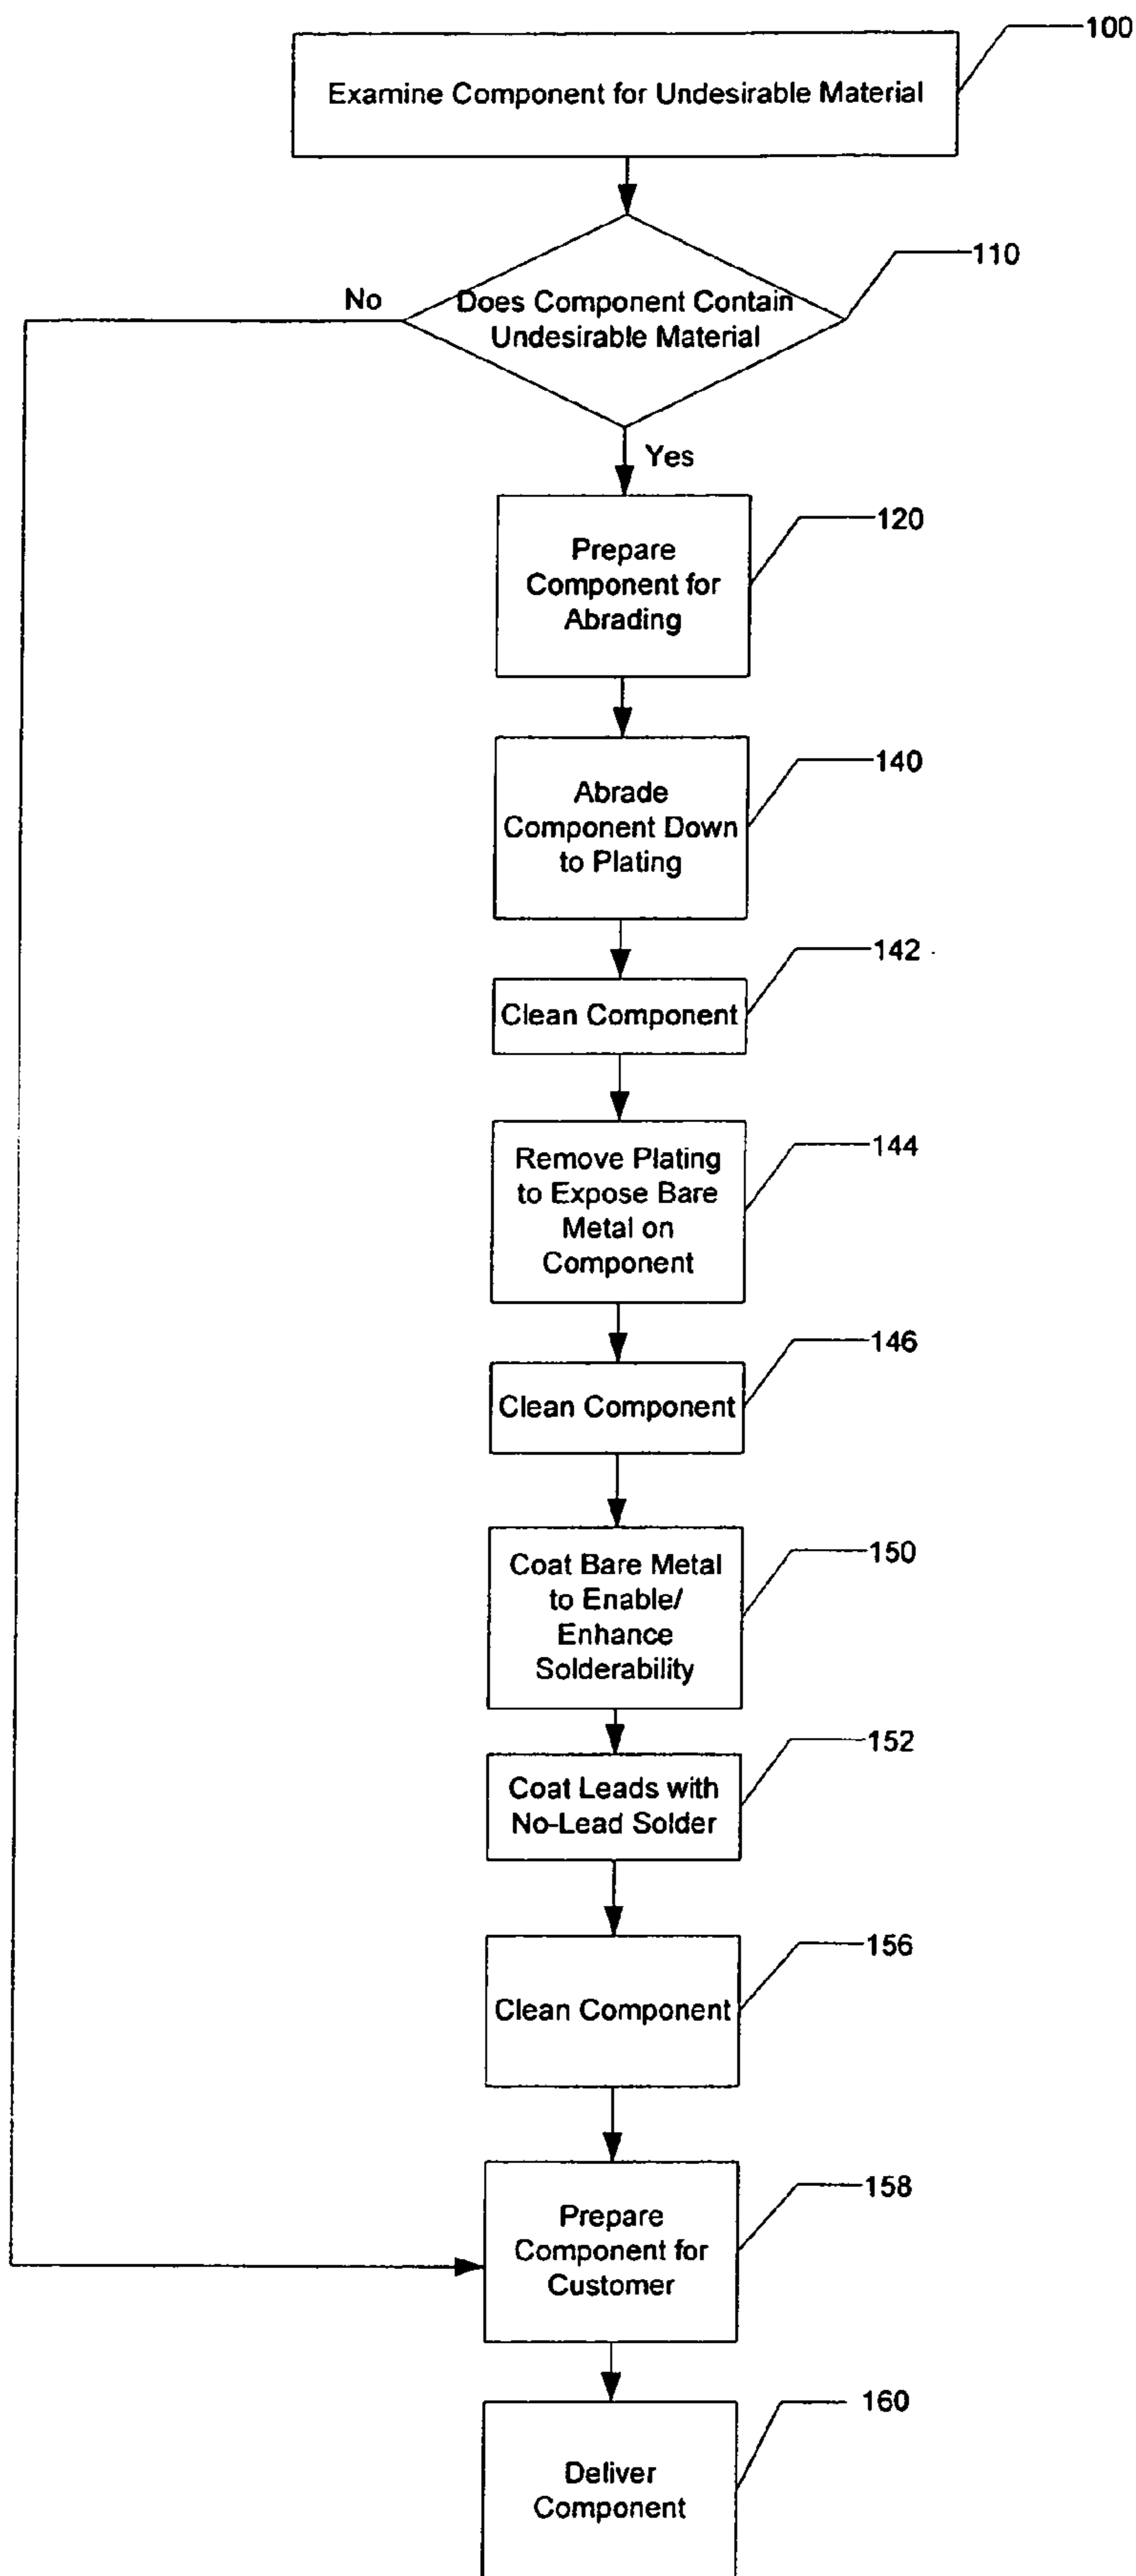 100
Examine Component for Undesirable Material
110
No
Does Component Contain
Undesirable Material
Yes
120
Prepare
Component for
Abrading
140
Abrade
Component Down
to Plating
142
Clean Component
144
Remove Plating
to Expose Bare
Metal on
Component
146
Clean Component
150
Coat Bare Metal
to Enable/
Enhance
Solderability
152
Coat Leads with
No-Lead Solder
156
Clean Component
158
Prepare
Component for
Customer
160
Deliver
Component